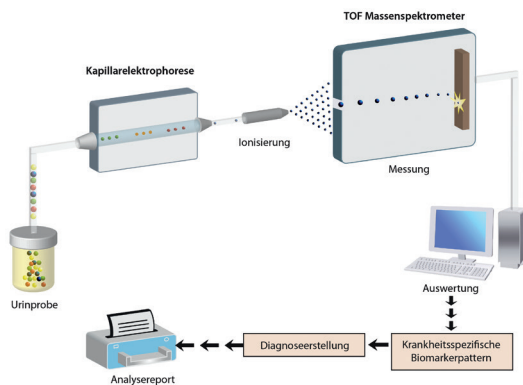 TOF Massenspektrometer
Kapillarelektrophorese
Ionisierung
Messung
Urinprobe
Auswertung
Krankheitsspezifische
Biomarkerpattern
Diagnoseerstellung
Analysereport